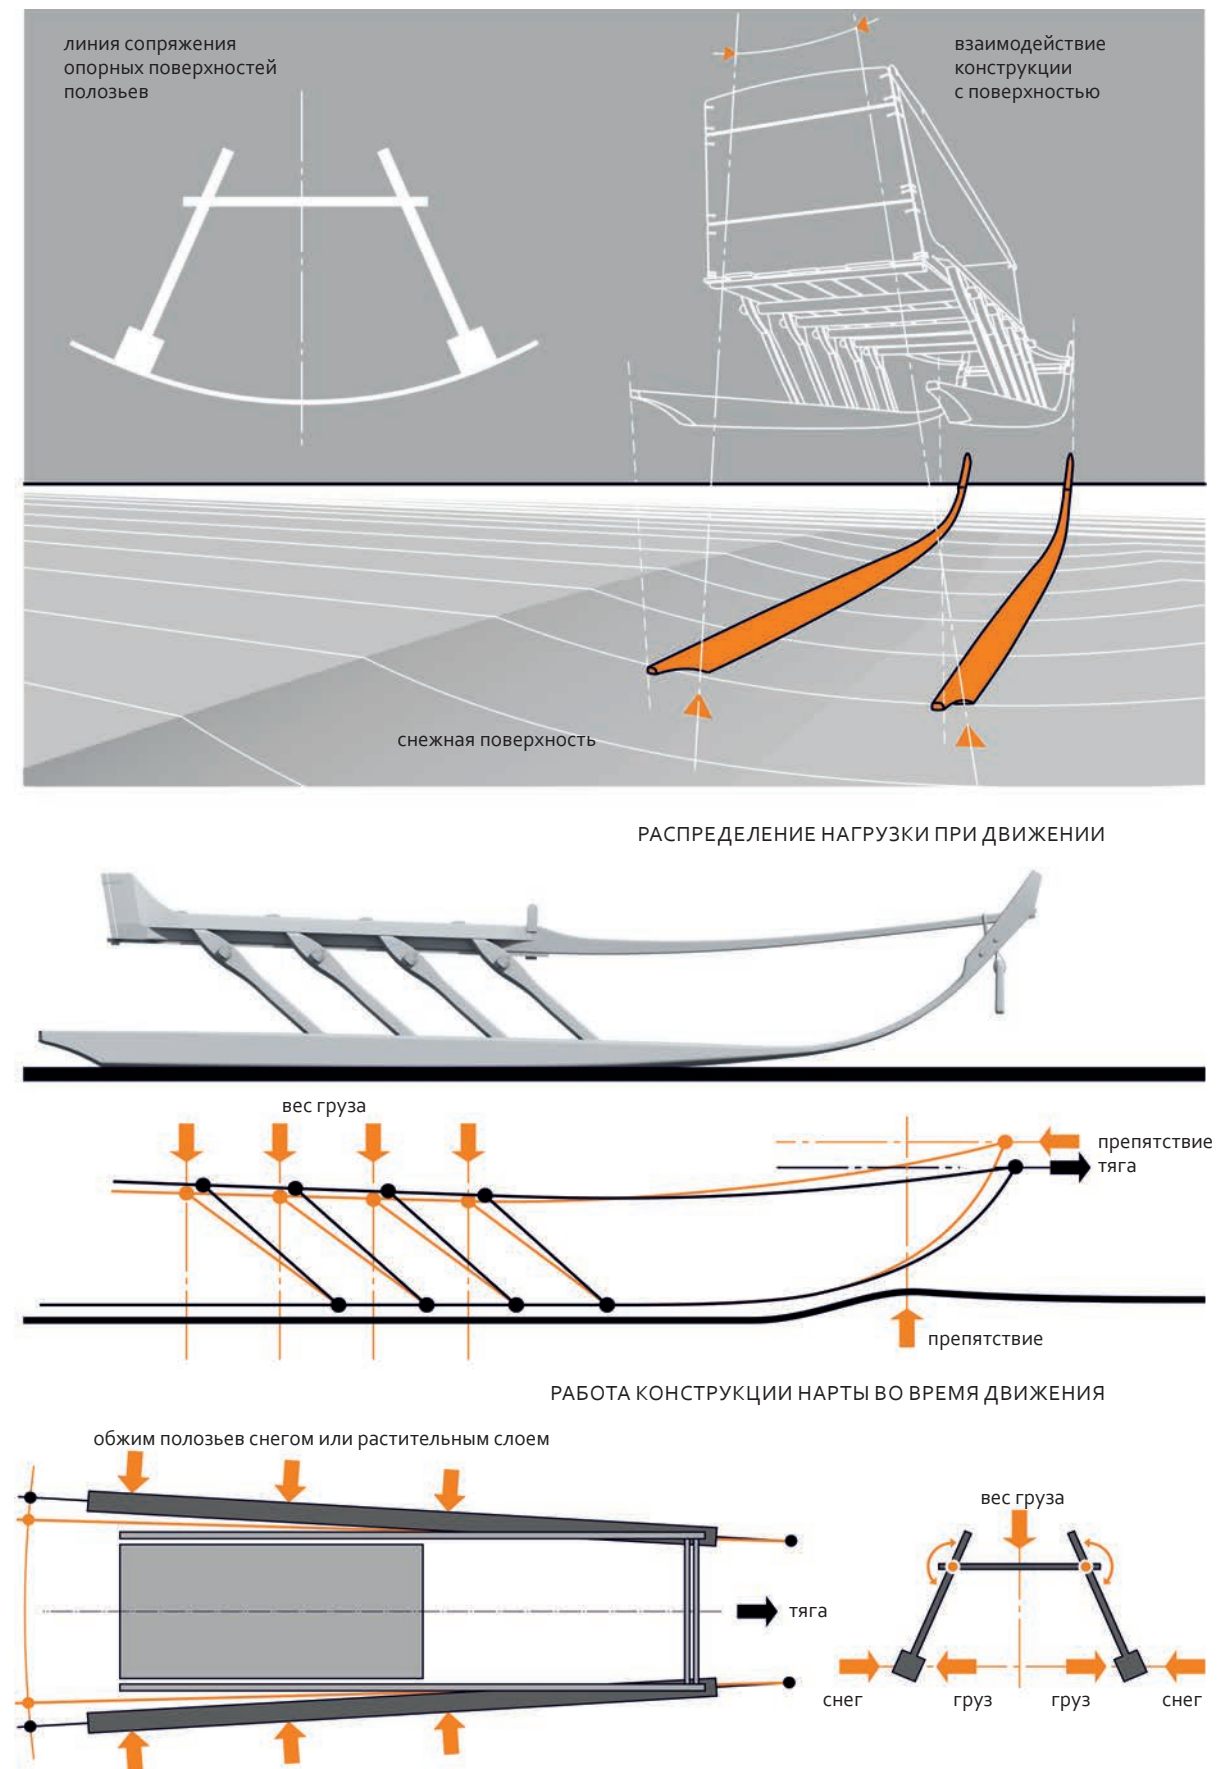 линия сопряжения
опорных поверхностей
полозьев
взаимодействие
конструкции
с поверхностью
снежная поверхность
РАСПРЕДЕЛЕНИЕ НАГРУЗКИ ПРИ ДВИЖЕНИИ
вес груза
препятствие
тяга
препятствие
РАБОТА КОНСТРУКЦИИ НАРТЫ ВО ВРЕМЯ ДВИЖЕНИЯ
обжим полозьев снегом или растительным слоем
вес груза
тяга
снег
груз
груз
снег